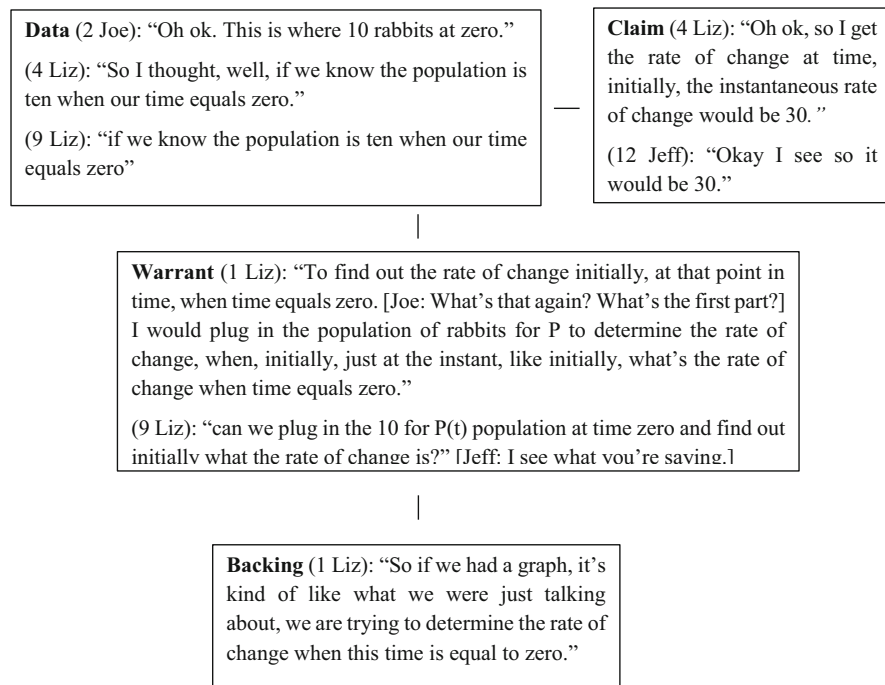 Data (2 Joe): “Oh ok. This is where 10 rabbits at zero.”
(4 Liz): “So I thought, well, if we know the population is
ten when our time equals zero.”
(9 Liz): “if we know the population is ten when our time
equals zero”
Claim (4 Liz): “Oh ok, so I get
the rate of change at time,
initially, the instantaneous rate
of change would be 30.”
(12 Jeff): “Okay I see so it
would be 30.”
Warrant (1 Liz): “To find out the rate of change initially, at that point in
time, when time equals zero. [Joe: What’s that again? What’s the first part?]
I would plug in the population of rabbits for P to determine the rate of
change, when, initially, just at the instant, like initially, what’s the rate of
change when time equals zero.”
(9 Liz): “can we plug in the 10 for P(t) population at time zero and find out
initially what the rate of change is?” [Jeff: I see what you’re saying.]
Backing (1 Liz): “So if we had a graph, it’s
kind of like what we were just talking
about, we are trying to determine the rate of
change when this time is equal to zero.”